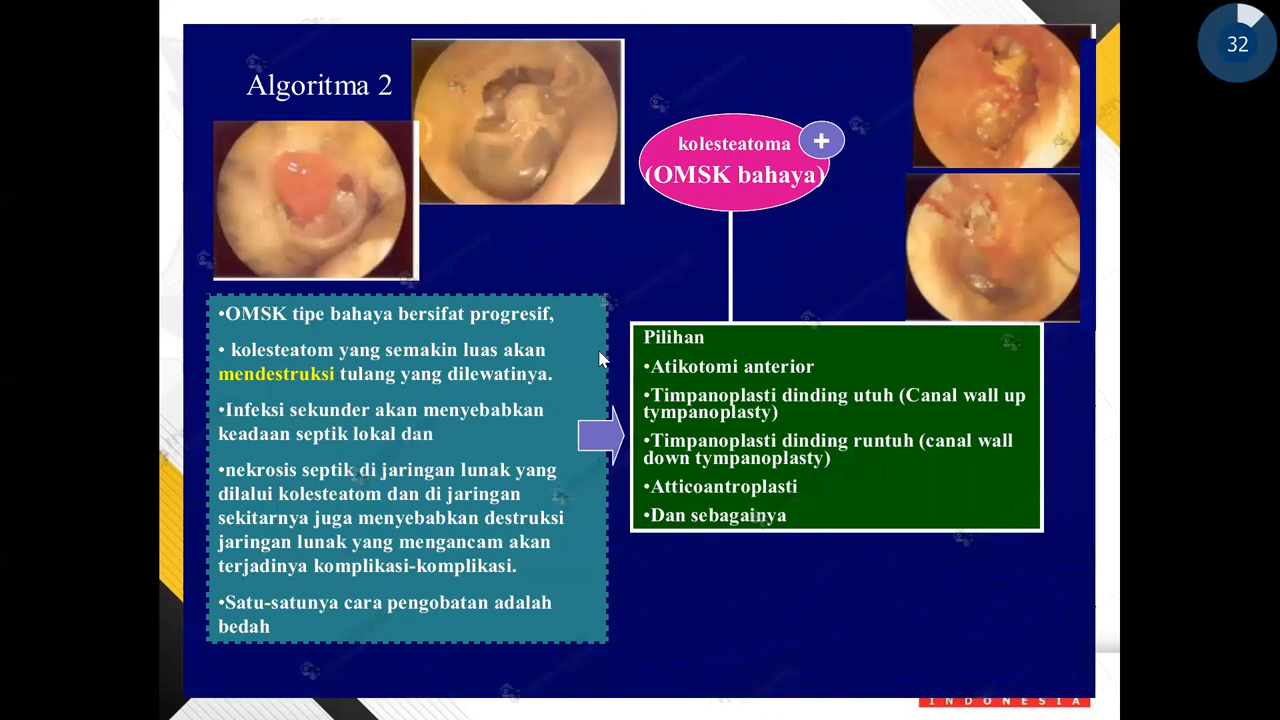 32
Algoritma 2
kolesteatoma
+
(OMSK bahaya)
•OMSK tipe bahaya bersifat progresif,
• kolesteatom yang semakin luas akan
mendestruksi tulang yang dilewatinya.
•Infeksi sekunder akan menyebabkan
keadaan septik lokal dan
•nekrosis septik di jaringan lunak yang
dilalui kolesteatom dan di jaringan
sekitarnya juga menyebabkan destruksi
jaringan lunak yang mengancam akan
terjadinya komplikasi-komplikasi.
•Satu-satunya cara pengobatan adalah
bedah
Pilihan
•Atikotomi anterior
•Timpanoplasti dinding utuh (Canal wall up
tympanoplasty)
•Timpanoplasti dinding runtuh (canal wall
down tympanoplasty)
•Atticoantroplasti
•Dan sebagainya
INDONESIA